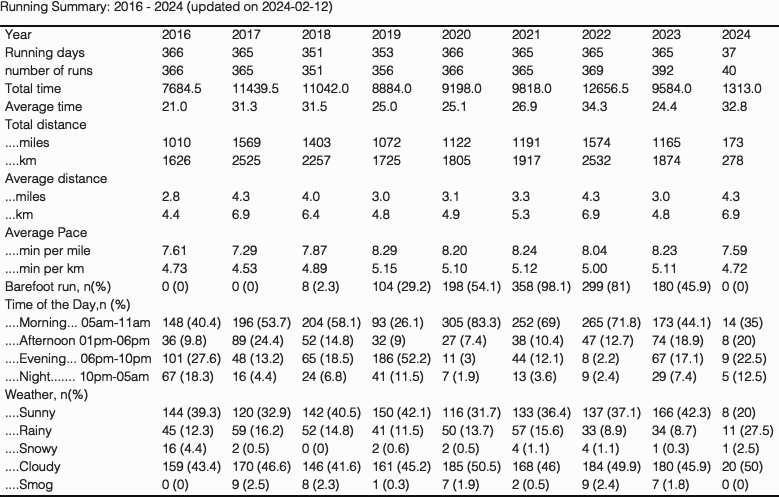 Running Summary: 2016 - 2024 (updated on 2024-02-12)
Year 2016 2017 2018 2019 2020 2021 2022 2023 2024
Running days 366 365 351 353 366 365 365 365 37
number of runs 366 365 351 356 366 365 369 392 40
Total time 7684.5 11439.5 11042.0 8884.0 9198.0 9818.0 12656.5 9584.0 1313.0
Average time 21.0 31.3 31.5 25.0 25.1 26.9 34.3 24.4 32.8
Total distance
....miles 1010 1569 1403 1072 1122 1191 1574 1165 173
....km 1626 2525 2257 1725 1805 1917 2532 1874 278
Average distance
...miles 2.8 4.3 4.0 3.0 3.1 3.3 4.3 3.0 4.3
...km 4.4 6.9 6.4 4.8 4.9 5.3 6.9 4.8 6.9
Average Pace
....min per mile 7.61 7.29 7.87 8.29 8.20 8.24 8.04 8.23 7.59
....min per km 4.73 4.53 4.89 5.15 5.10 5.12 5.00 5.11 4.72
Barefoot run, n(%) 0 (0) 0 (0) 8 (2.3) 104 (29.2) 198 (54.1) 358 (98.1) 299 (81) 180 (45.9) 0 (0)
Time of the Day,n (%)
....Morning... 05am-11am 148 (40.4) 196 (53.7) 204 (58.1) 93 (26.1) 305 (83.3) 252 (69) 265 (71.8) 173 (44.1) 14 (35)
....Afternoon 01pm-06pm 36 (9.8) 89 (24.4) 52 (14.8) 32 (9) 27 (7.4) 38 (10.4) 47 (12.7) 74 (18.9) 8 (20)
....Evening... 06pm-10pm 101 (27.6) 48 (13.2) 65 (18.5) 186 (52.2) 11 (3) 44 (12.1) 8 (2.2) 67 (17.1) 9 (22.5)
....Night....... 10pm-05am 67 (18.3) 16 (4.4) 24 (6.8) 41 (11.5) 7 (1.9) 13 (3.6) 9 (2.4) 29 (7.4) 5 (12.5)
Weather, n(%)
....Sunny 144 (39.3) 120 (32.9) 142 (40.5) 150 (42.1) 116 (31.7) 133 (36.4) 137 (37.1) 166 (42.3) 8 (20)
....Rainy 45 (12.3) 59 (16.2) 52 (14.8) 41 (11.5) 50 (13.7) 57 (15.6) 33 (8.9) 34 (8.7) 11 (27.5)
....Snowy 16 (4.4) 2 (0.5) 0 (0) 2 (0.6) 2 (0.5) 4 (1.1) 4 (1.1) 1 (0.3) 1 (2.5)
....Cloudy 159 (43.4) 170 (46.6) 146 (41.6) 161 (45.2) 185 (50.5) 168 (46) 184 (49.9) 180 (45.9) 20 (50)
....Smog 0 (0) 9 (2.5) 8 (2.3) 1 (0.3) 7 (1.9) 2 (0.5) 9 (2.4) 7 (1.8) 0 (0)